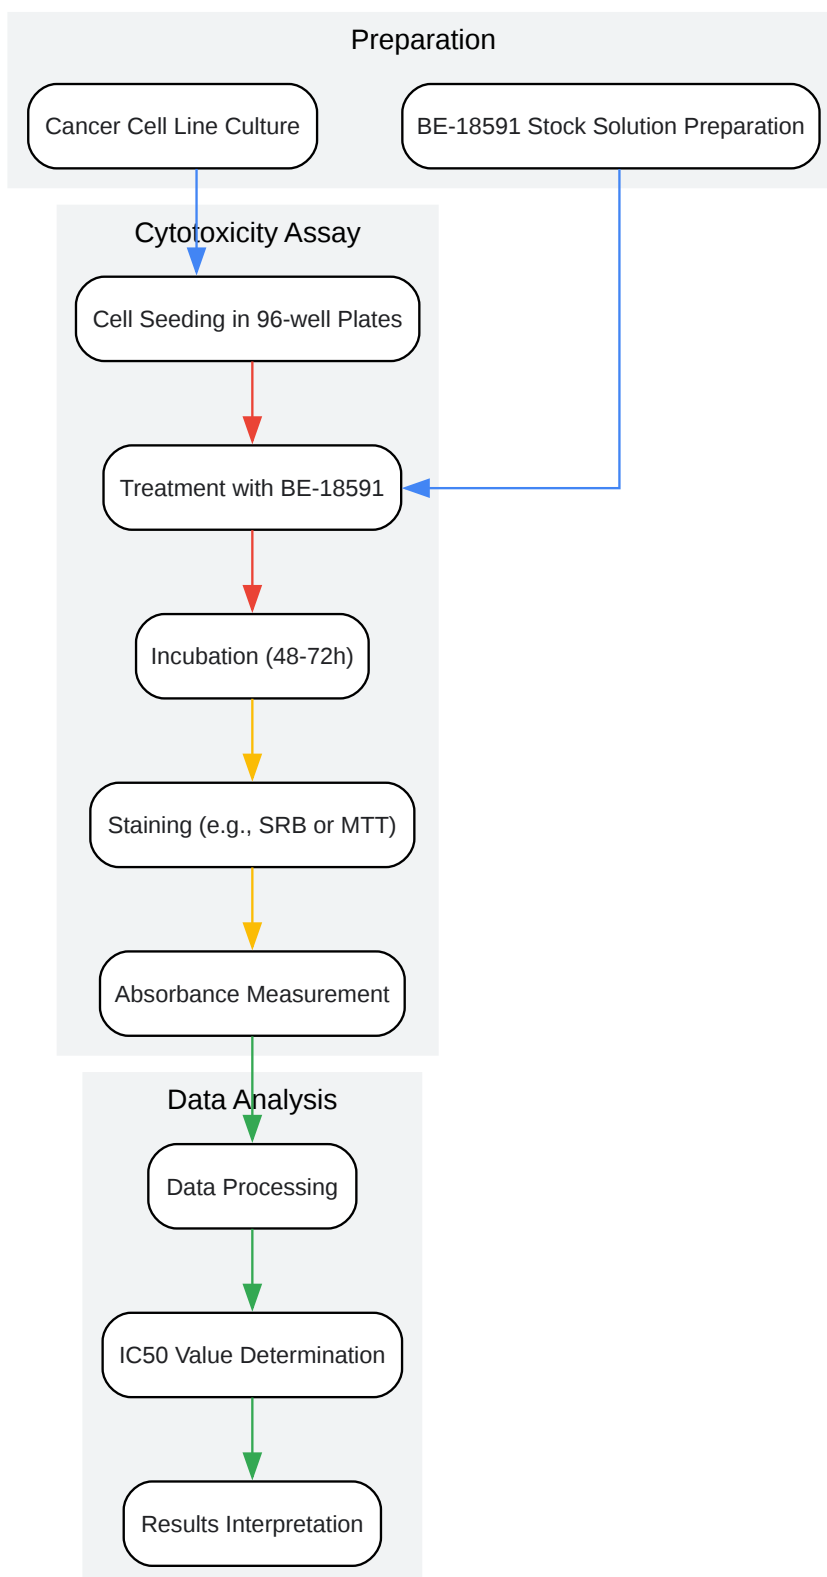 Preparation
Cancer Cell Line Culture
BE-18591 Stock Solution Preparation
Cytotoxicity Assay
Cell Seeding in 96-well Plates
Treatment with BE-18591
Incubation (48-72h)
Staining (e.g., SRB or MTT)
Absorbance Measurement
Data Analysis
Data Processing
IC50 Value Determination
Results Interpretation